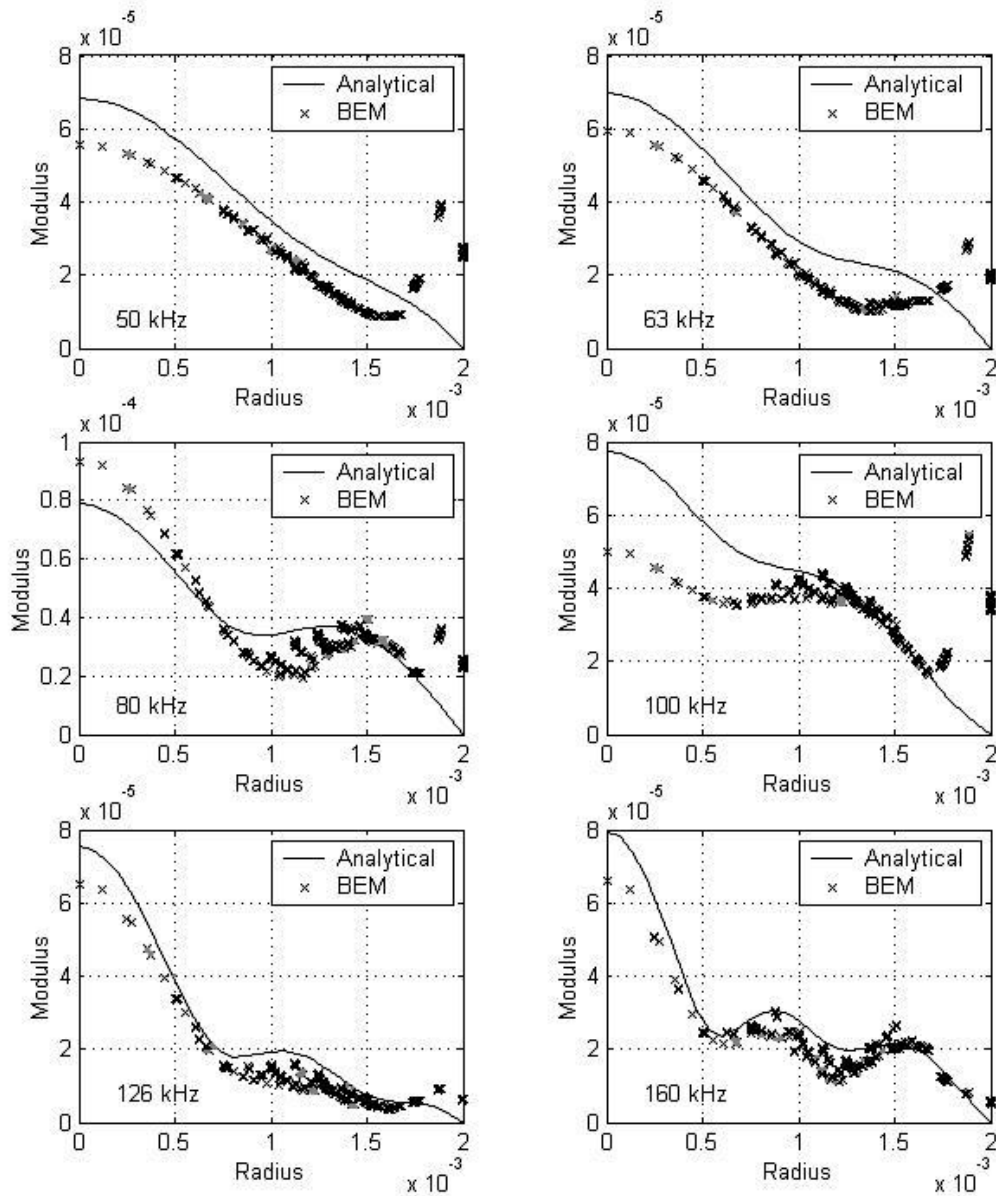 x 10⁻⁵
8
6
4
2
0
Modulus
Analytical
BEM
50 kHz
0 0.5 1 1.5 2
Radius
x 10⁻³
x 10⁻⁵
8
6
4
2
0
Modulus
Analytical
BEM
63 kHz
0 0.5 1 1.5 2
Radius
x 10⁻³
x 10⁻⁴
1
0.8
0.6
0.4
0.2
0
Modulus
Analytical
BEM
80 kHz
0 0.5 1 1.5 2
Radius
x 10⁻³
x 10⁻⁵
8
6
4
2
0
Modulus
Analytical
BEM
100 kHz
0 0.5 1 1.5 2
Radius
x 10⁻³
x 10⁻⁵
8
6
4
2
0
Modulus
Analytical
BEM
126 kHz
0 0.5 1 1.5 2
Radius
x 10⁻³
x 10⁻⁵
8
6
4
2
0
Modulus
Analytical
BEM
160 kHz
0 0.5 1 1.5 2
Radius
x 10⁻³